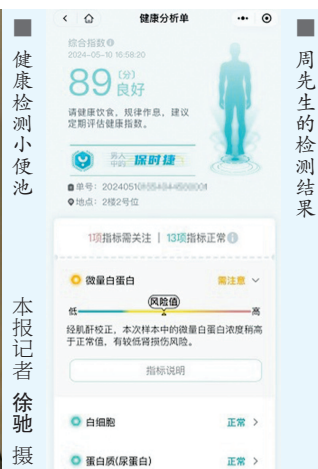 健康分析单
综合指数
2024-05-10 16:58:20
89 (分)
良好
请健康饮食，规律作息，建议
定期评估健康指数。
男人中的
保时捷
单号：20240510
地点：2楼2号位
1项指标需关注 | 13项指标正常
微量白蛋白
需注意
风险值
低
高
经肌酐校正，本次样本中的微量白蛋白浓度稍高
于正常值，有较低肾损伤风险。
指标说明
白细胞
正常
蛋白质(尿蛋白)
正常
周先生的检测结果
健康检测小便池
本报记者 徐驰 摄